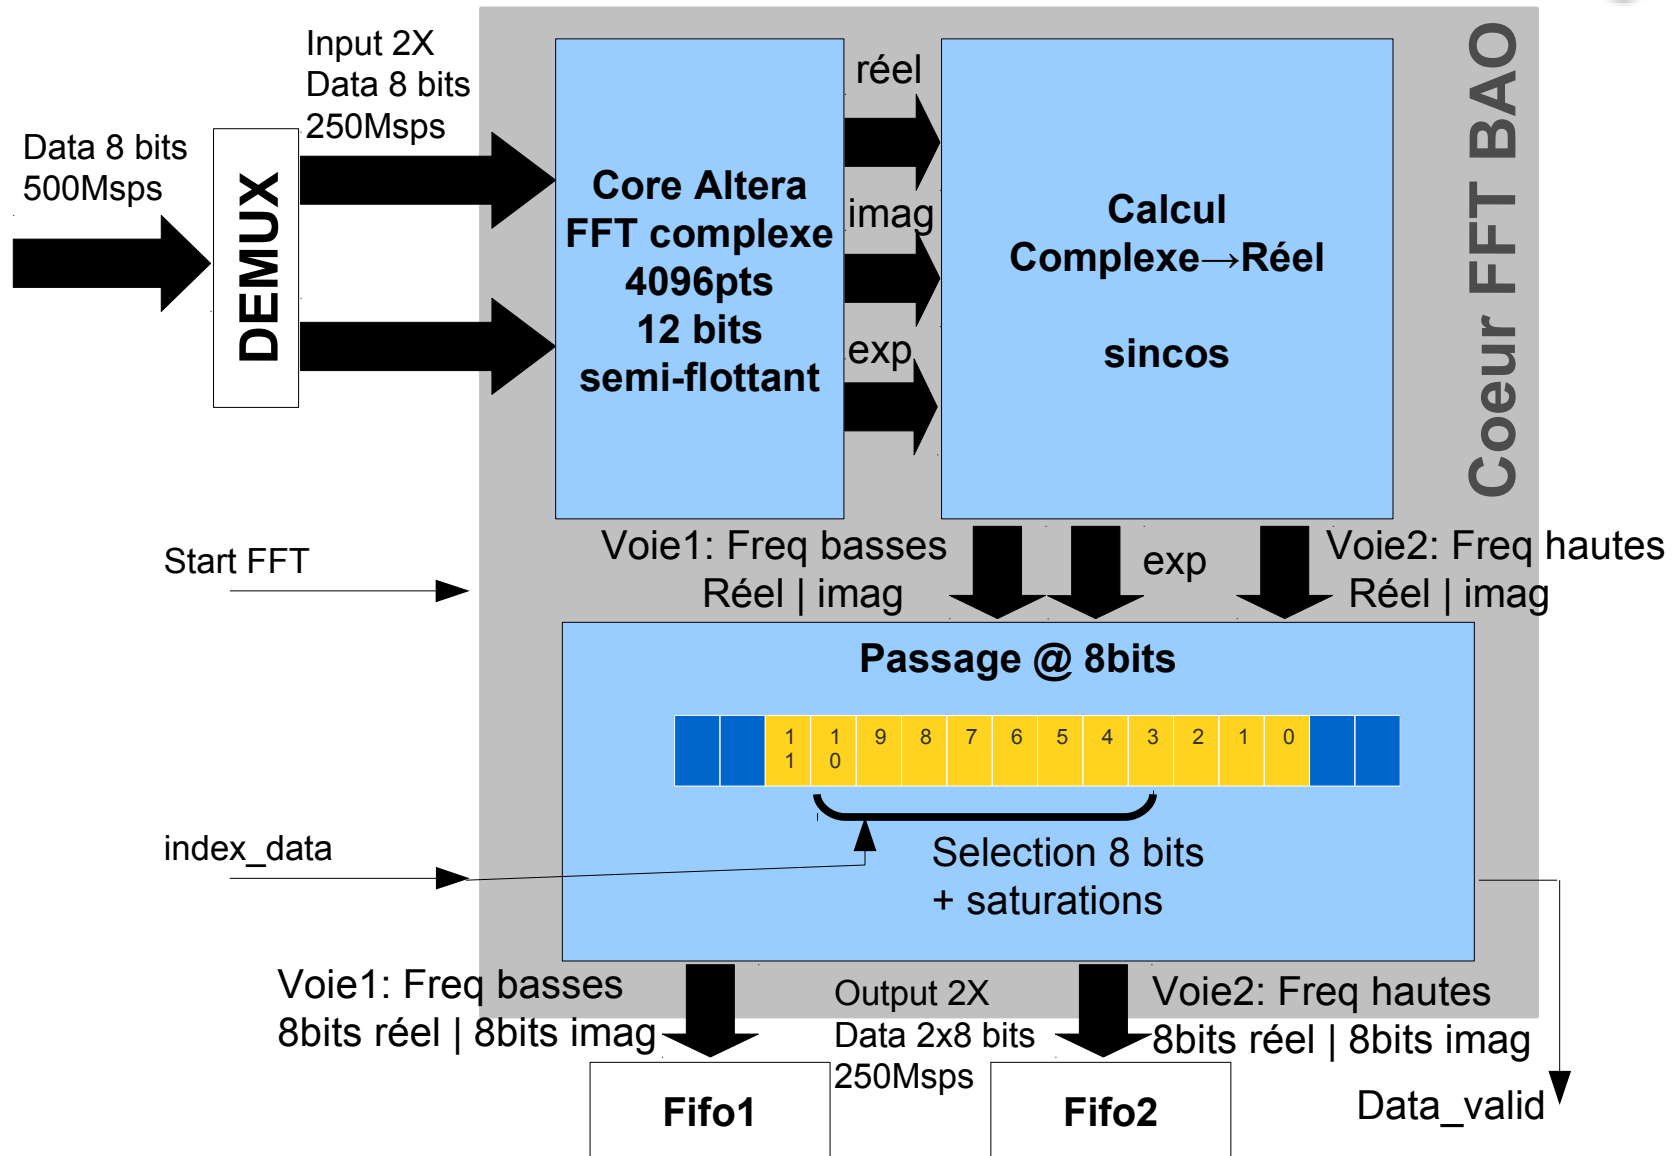 Data 8 bits
500Msps
DEMUX
Input 2X
Data 8 bits
250Msps
Core Altera
FFT complexe
4096pts
12 bits
semi-flottant
réel
imag
exp
Calcul
Complexe→Réel
sincos
Coeur FFT BAO
Start FFT
Voie1: Freq basses
Réel | imag
exp
Voie2: Freq hautes
Réel | imag
Passage @ 8bits
11 10 9 8 7 6 5 4 3 2 1 0
index_data
Selection 8 bits
+ saturations
Voie1: Freq basses
8bits réel | 8bits imag
Output 2X
Data 2x8 bits
250Msps
Voie2: Freq hautes
8bits réel | 8bits imag
Fifo1
Fifo2
Data_valid